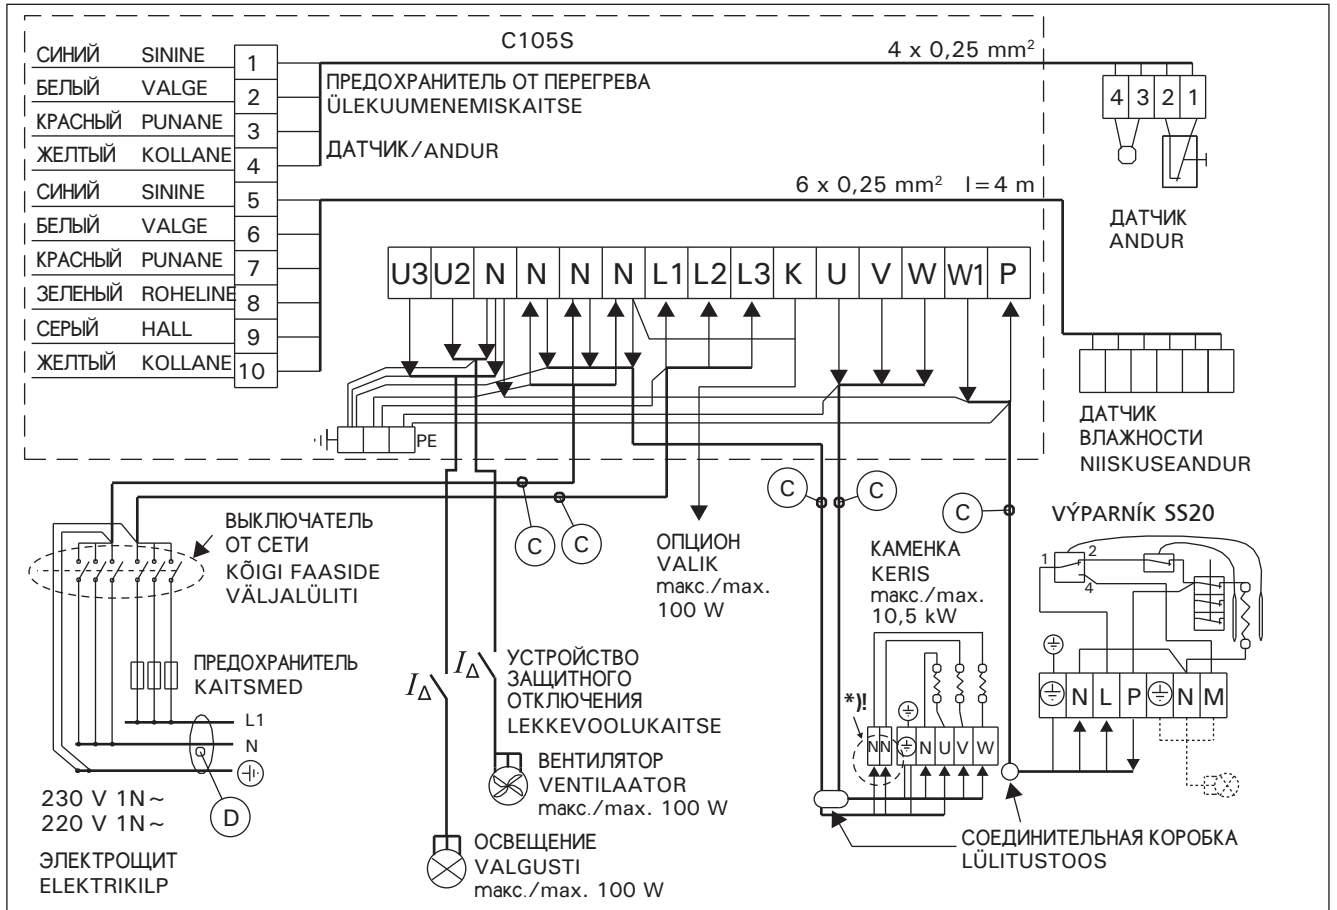 C105S
4 x 0,25 mm²
СИНИЙ SININE 1
БЕЛЫЙ VALGE 2
КРАСНЫЙ PUNANE 3
ЖЕЛТЫЙ KOLLANE 4
СИНИЙ SININE 5
БЕЛЫЙ VALGE 6
КРАСНЫЙ PUNANE 7
ЗЕЛЕНЫЙ ROHELINE 8
СЕРЫЙ HALL 9
ЖЕЛТЫЙ KOLLANE 10
ПРЕДОХРАНИТЕЛЬ ОТ ПЕРЕГРЕВА
ÜLEKUUMENEMISKAITSE
ДАТЧИК/ANDUR
4 3 2 1
ДАТЧИК
ANDUR
6 x 0,25 mm² l=4 m
U3 U2 N N N N L1 L2 L3 K U V W W1 P
PE
ДАТЧИК
ВЛАЖНОСТИ
NIISKUSEANDUR
C
C
C
C
C
ВЫКЛЮЧАТЕЛЬ
ОТ СЕТИ
KÕIGI FAASIDE
VÄLJALÜLITI
ОПЦИОН
VALIK
макс./max.
100 W
КАМЕНКА
KERIS
макс./max.
10,5 kW
VÝPARNÍK SS20
1 2
4
ПРЕДОХРАНИТЕЛЬ
KAITSMED
L1
N
D
230 V 1N~
220 V 1N~
ЭЛЕКТРОЩИТ
ELEKTRIKILP
IΔ
IΔ
УСТРОЙСТВО
ЗАЩИТНОГО
ОТКЛЮЧЕНИЯ
LEKKEVOOLUKAITSE
ВЕНТИЛЯТОР
VENTILAATOR
макс./max. 100 W
ОСВЕЩЕНИЕ
VALGUSTI
макс./max. 100 W
*)!
N N N U V W
N L P N M
СОЕДИНИТЕЛЬНАЯ КОРОБКА
LÜLITUSTOOS